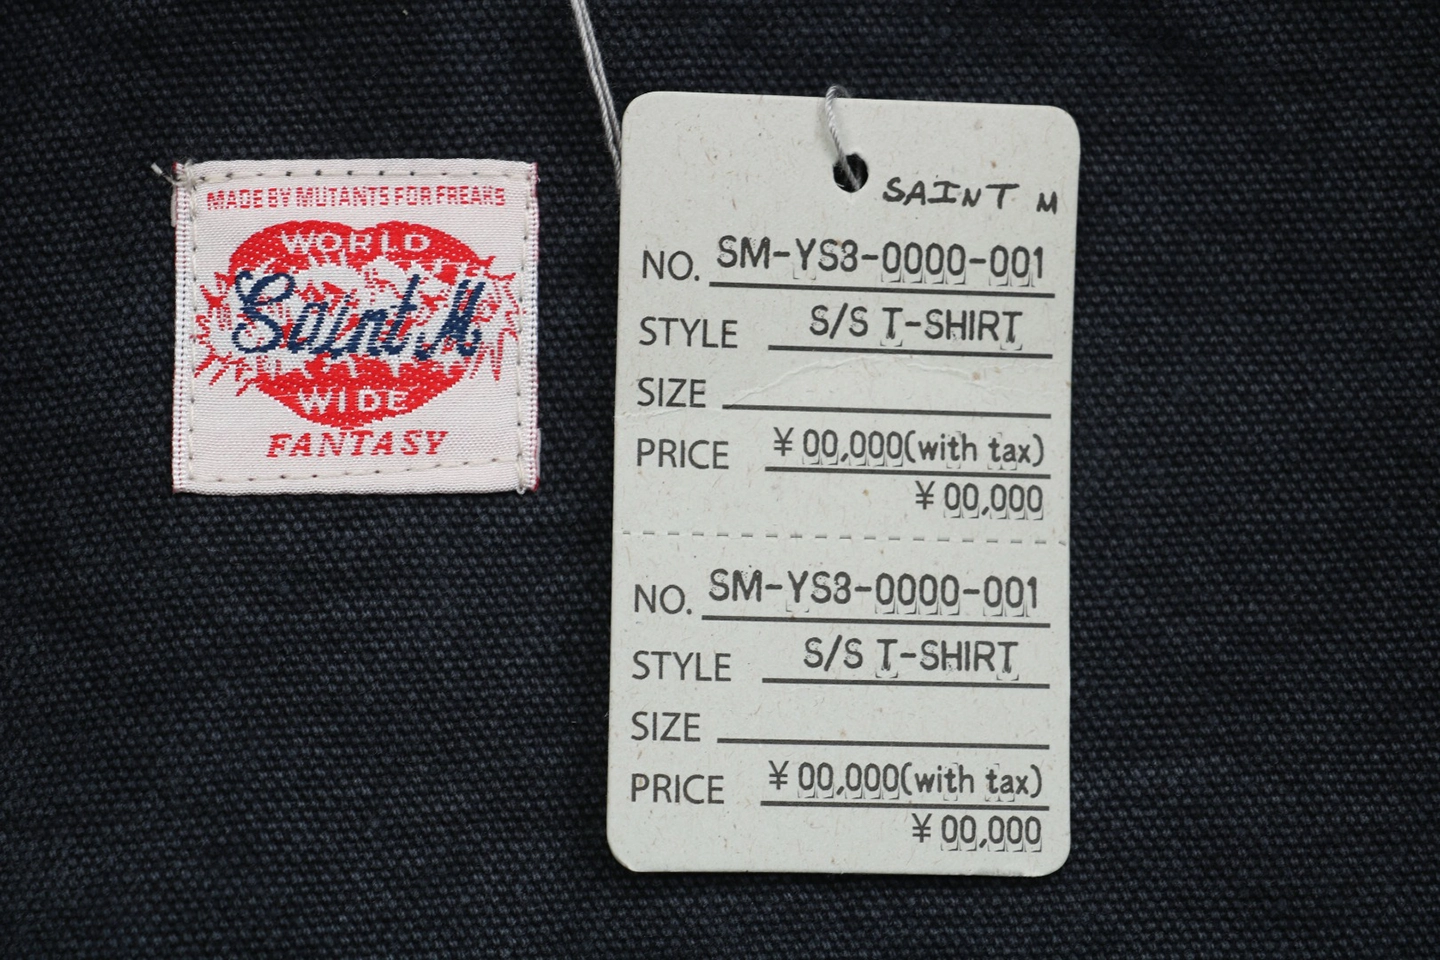 MADE BY MUTANTS FOR FREAKS
WORLD
Saint M
WIDE
FANTASY
SAINT M
NO. SM-YS3-0000-001
STYLE S/S T-SHIRT
SIZE
PRICE ¥00,000(with tax)
¥00,000
NO. SM-YS3-0000-001
STYLE S/S T-SHIRT
SIZE
PRICE ¥00,000(with tax)
¥00,000